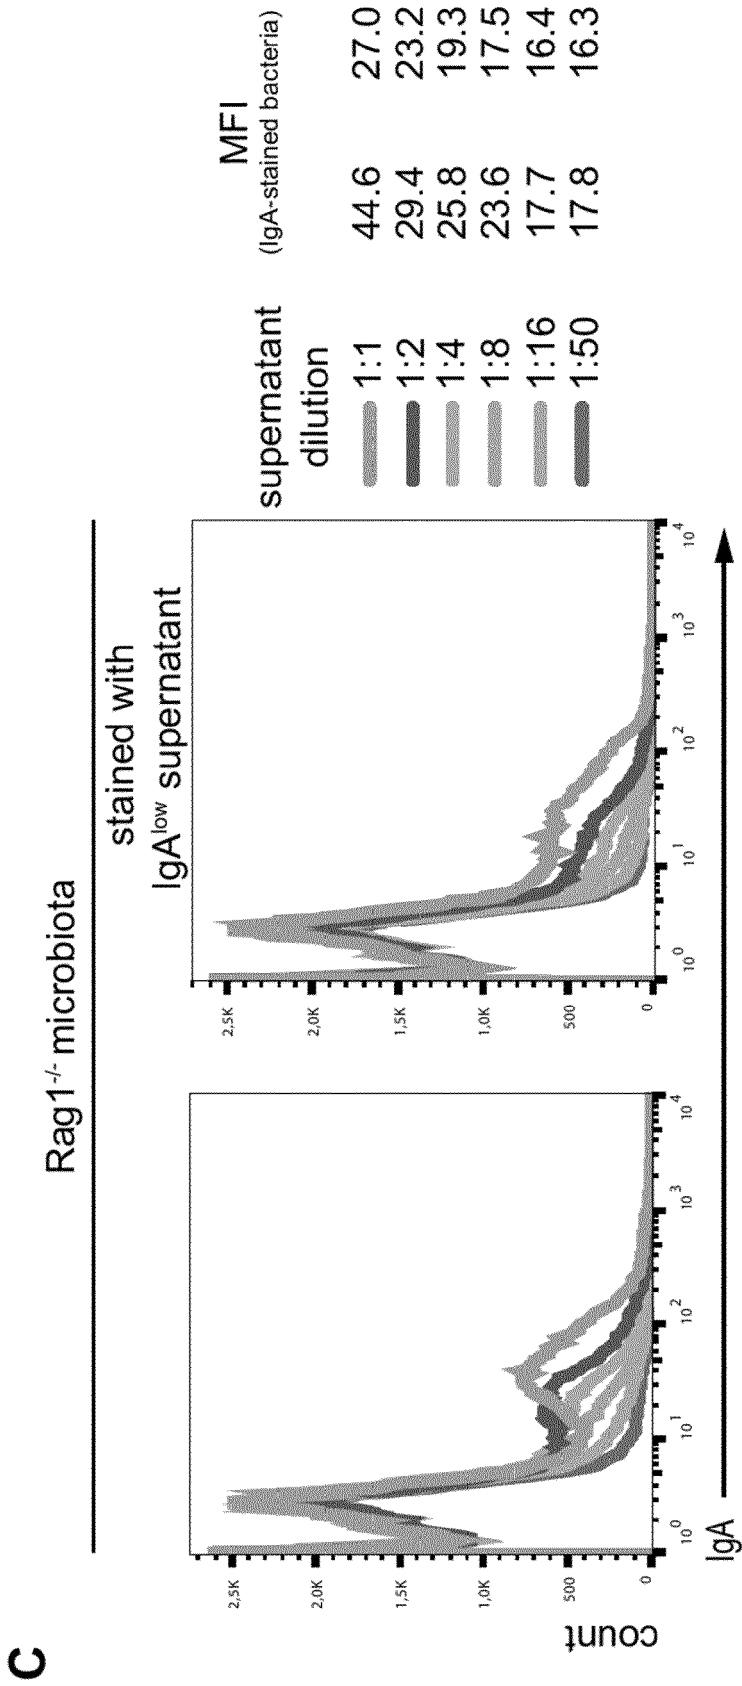 C
Rag1-/- microbiota
stained with
IgAlow supernatant
count
2,5K
2,0K
1,5K
1,0K
500
0
10 0
10 1
10 2
10 3
10 4
2,5K
2,0K
1,5K
1,0K
500
0
10 0
10 1
10 2
10 3
10 4
IgA
supernatant
dilution
MFI
(IgA-stained bacteria)
1:1 44.6 27.0
1:2 29.4 23.2
1:4 25.8 19.3
1:8 23.6 17.5
1:16 17.7 16.4
1:50 17.8 16.3